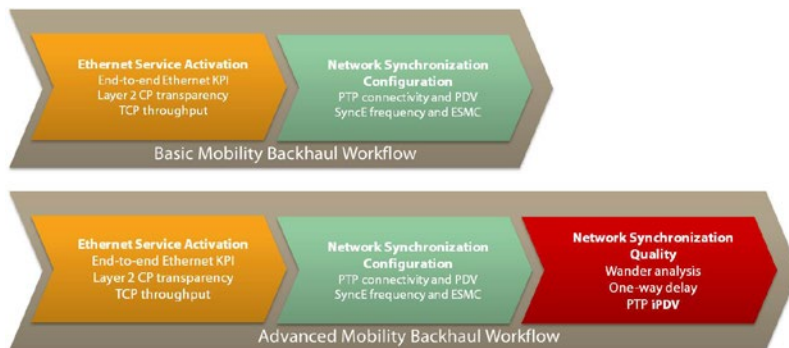 Ethernet Service Activation
End-to-end Ethernet KPI
Layer 2 CP transparency
TCP throughput
Network Synchronization
Configuration
PTP connectivity and PDV
SyncE frequency and ESMC
Basic Mobility Backhaul Workflow
Ethernet Service Activation
End-to-end Ethernet KPI
Layer 2 CP transparency
TCP throughput
Network Synchronization
Configuration
PTP connectivity and PDV
SyncE frequency and ESMC
Network Synchronization
Quality
Wander analysis
One-way delay
PTP iPDV
Advanced Mobility Backhaul Workflow